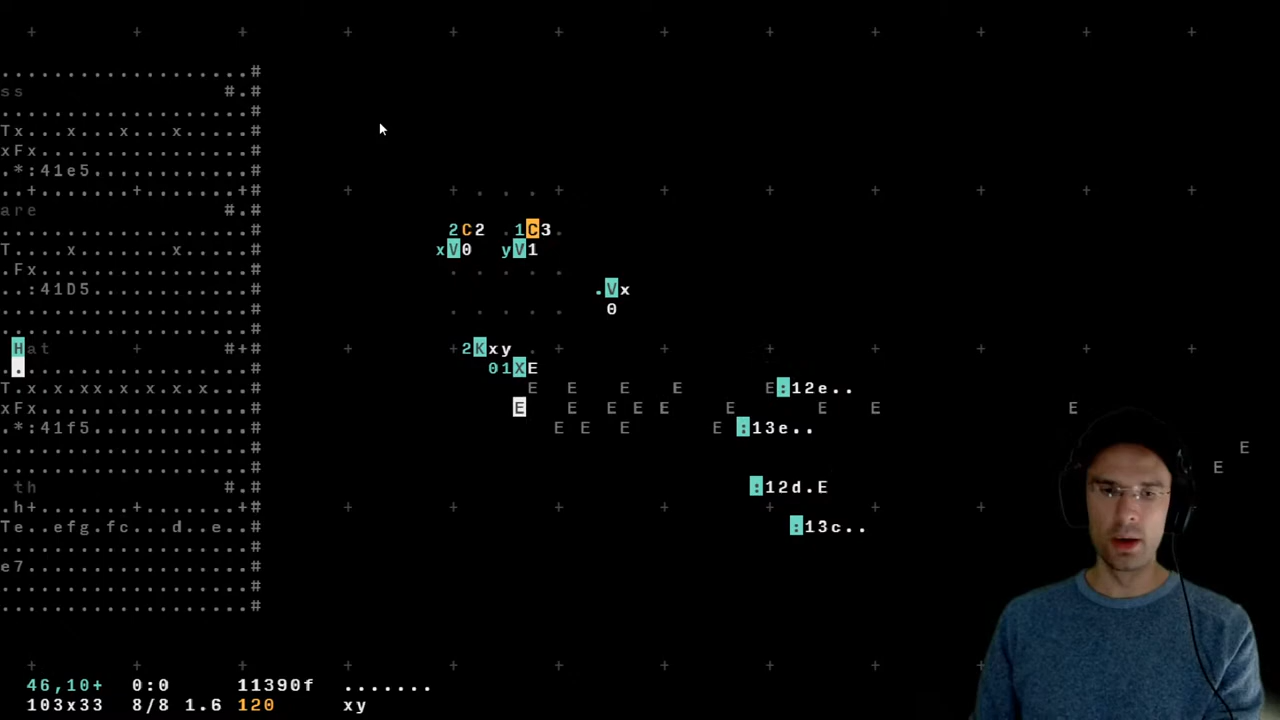 + + + + + + + + + + + +
...................#
ss #.#
...................#
Tx...x...x...x.....#
xFx................#
.*:41e5............#
..+.......+.......+# + + . . . + + + + + + +
are #.#
2C2 .1C3.
xV0 yV1
T....x.......x.....#
.Fx................#
. . . . .
..:41D5............#
.Vx
...................#
. . . . . 0
...................#
Hat + #+# + + 2Kxy . + + + + + +
..................# 01XE
T.x.x.xx.x.x.x.x...#
E E E E E:12e..
xFx................#
E E E E E E E E E
.*:41f5............#
E E E E:13e..
...................#
E
...................#
E
th #.#
:12d.E
.h+.......+.......+# + + + + + +
Te..efg.fc...d..e..#
:13c..
...................#
e7.................#
...................#
...................#
+ + + + + + + + + + +
46,10+ 0:0 11390f .......
103x33 8/8 1.6 120 xy